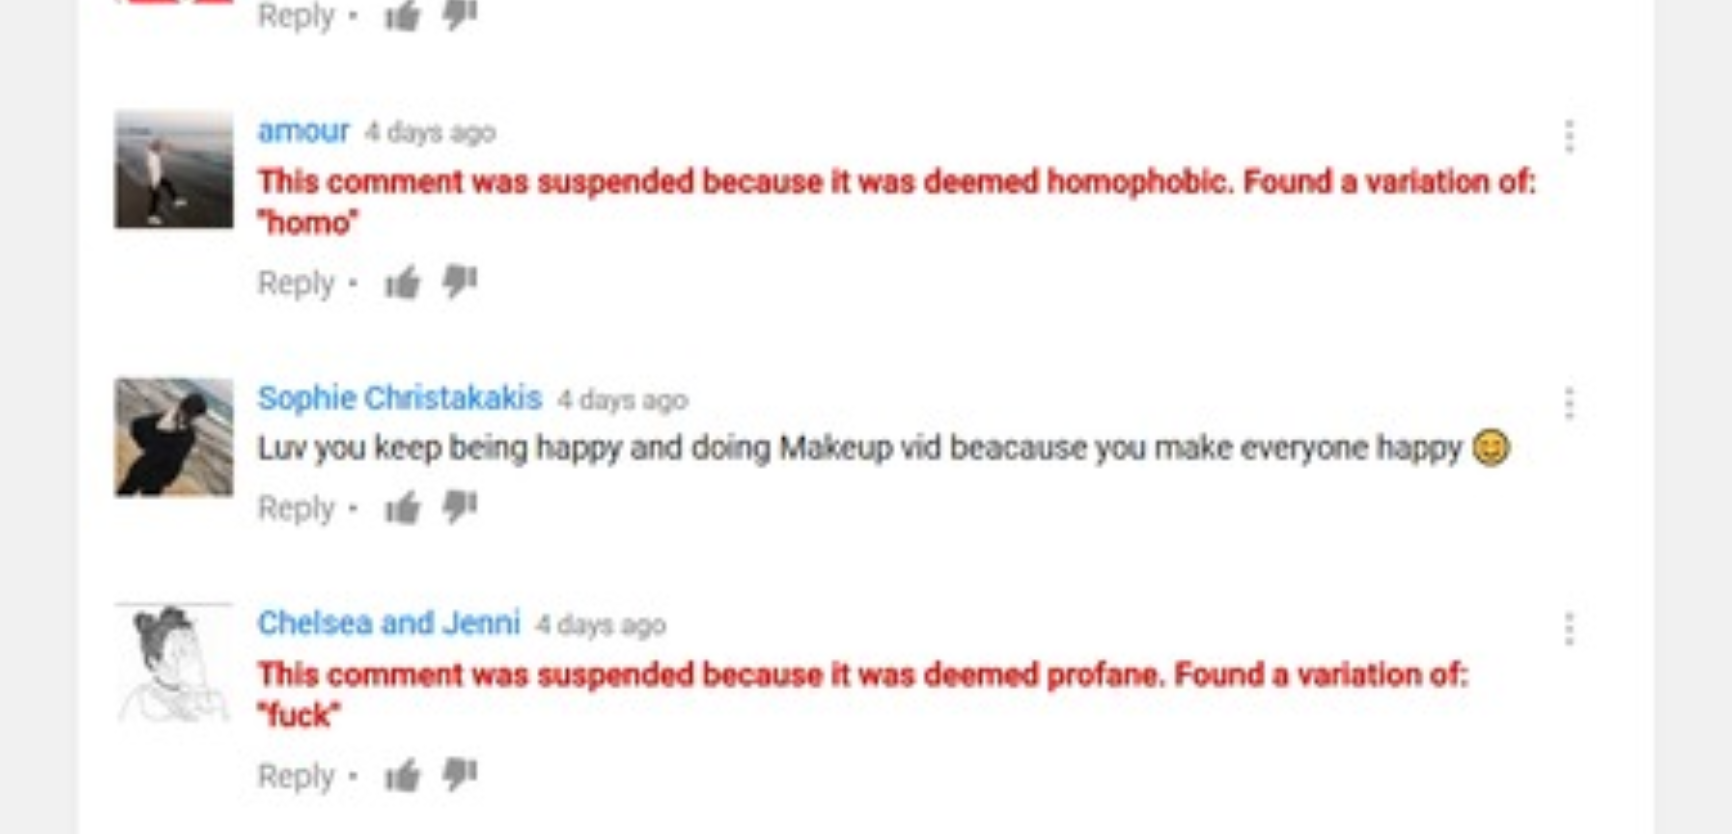 Reply •
amour 4 days ago
This comment was suspended because it was deemed homophobic. Found a variation of:
"homo"
Reply •
Sophie Christakakis 4 days ago
Luv you keep being happy and doing Makeup vid beacause you make everyone happy 😊
Reply •
Chelsea and Jenni 4 days ago
This comment was suspended because it was deemed profane. Found a variation of:
"fuck"
Reply •